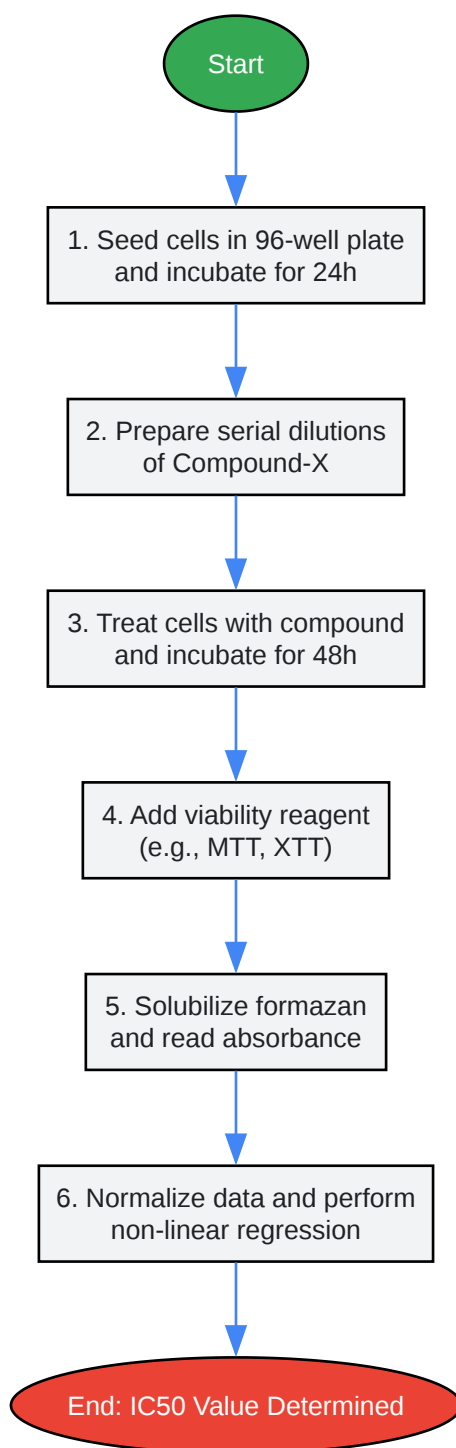 Start
1. Seed cells in 96-well plate
and incubate for 24h
2. Prepare serial dilutions
of Compound-X
3. Treat cells with compound
and incubate for 48h
4. Add viability reagent
(e.g., MTT, XTT)
5. Solubilize formazan
and read absorbance
6. Normalize data and perform
non-linear regression
End: IC50 Value Determined